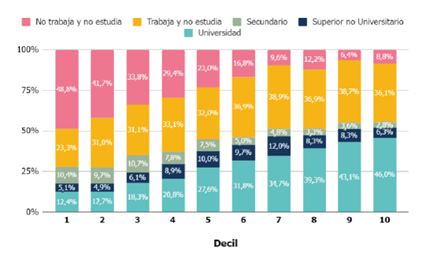 No trabaja y no estudia Trabaja y no estudia Secundario Superior no Universitario
Universidad
100%
75%
50%
25%
0%
48,8% 41,7% 33,8% 29,4% 23,0% 16,8% 9,6% 12,2% 6,4% 8,8%
23,3% 31,0% 31,1% 33,1% 32,0% 36,9% 38,9% 36,9% 38,7% 36,1%
10,4% 9,7% 10,7% 7,8% 7,5% 5,0% 4,8% 3,6% 2,8%
5,1% 4,9% 6,1% 8,9% 10,0% 9,7% 12,0% 8,3% 8,3% 6,3%
12,4% 12,7% 18,3% 20,8% 27,6% 31,8% 34,7% 39,3% 43,1% 46,0%
1 2 3 4 5 6 7 8 9 10
Decil